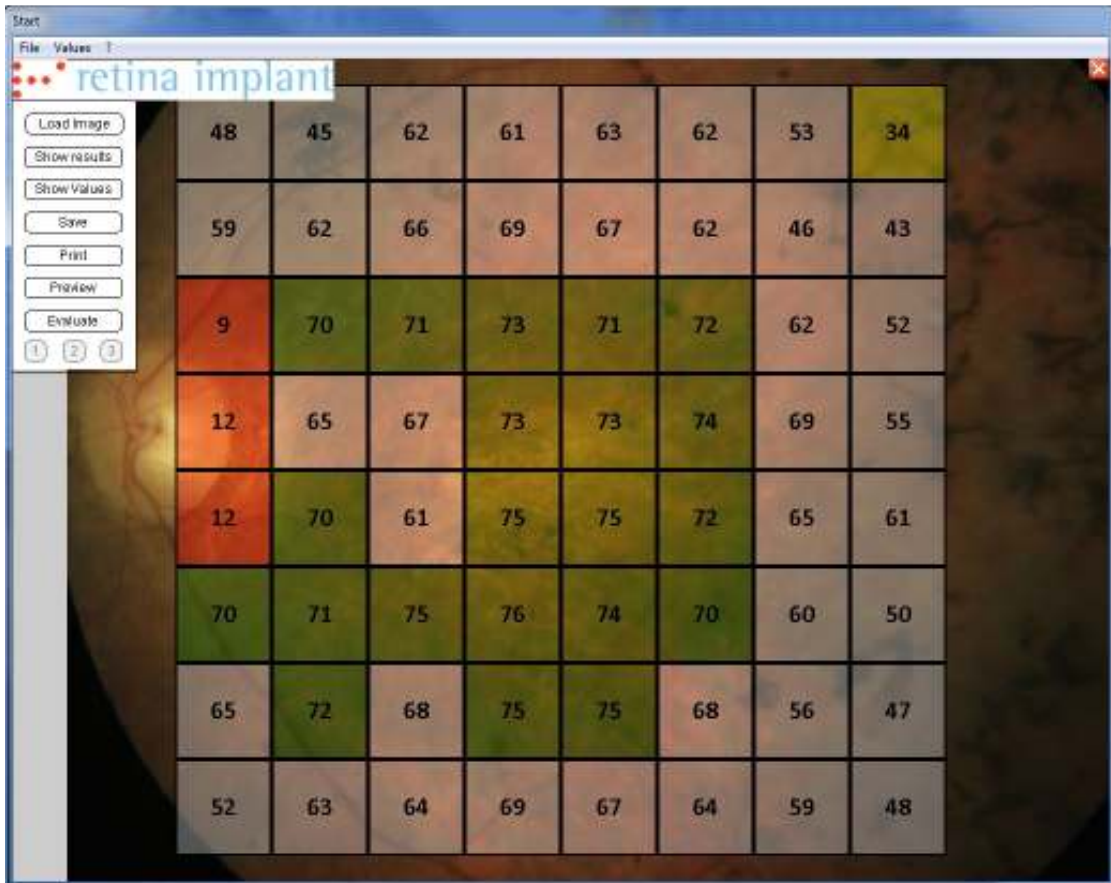 Start
File Values ?
retina implant
Load Image
Show results
Show Values
Save
Print
Preview
Evaluate
1 2 3
48 45 62 61 63 62 53 34
59 62 66 69 67 62 46 43
9 70 71 73 71 72 62 52
12 65 67 73 73 74 69 55
12 70 61 75 75 72 65 61
70 71 75 76 74 70 60 50
65 72 68 75 75 68 56 47
52 63 64 69 67 64 59 48